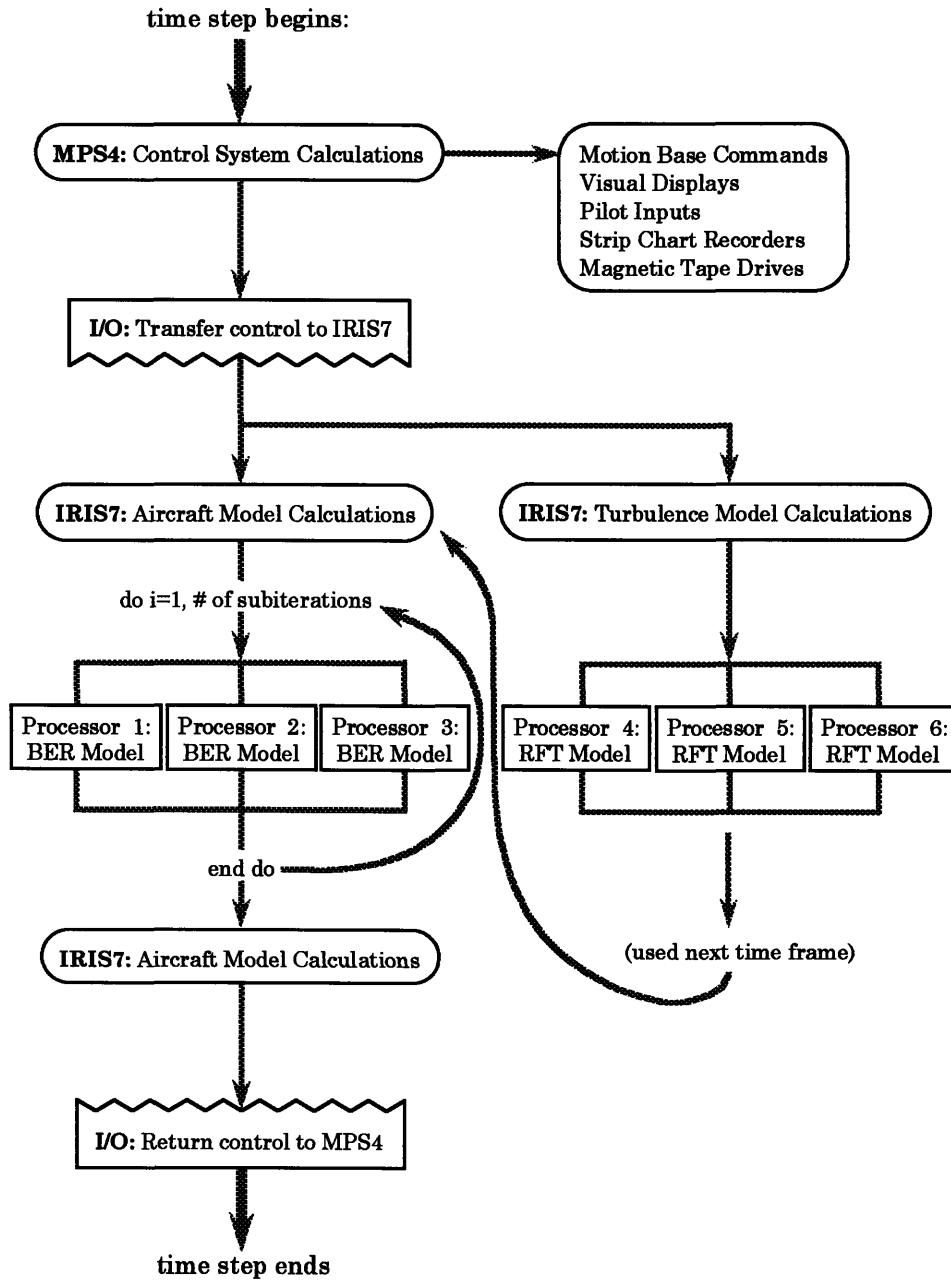 time step begins:
MPS4: Control System Calculations
Motion Base Commands
Visual Displays
Pilot Inputs
Strip Chart Recorders
Magnetic Tape Drives
I/O: Transfer control to IRIS7
IRIS7: Aircraft Model Calculations
IRIS7: Turbulence Model Calculations
do i=1, # of subiterations
Processor 1:
BER Model
Processor 2:
BER Model
Processor 3:
BER Model
Processor 4:
RFT Model
Processor 5:
RFT Model
Processor 6:
RFT Model
end do
(used next time frame)
IRIS7: Aircraft Model Calculations
I/O: Return control to MPS4
time step ends